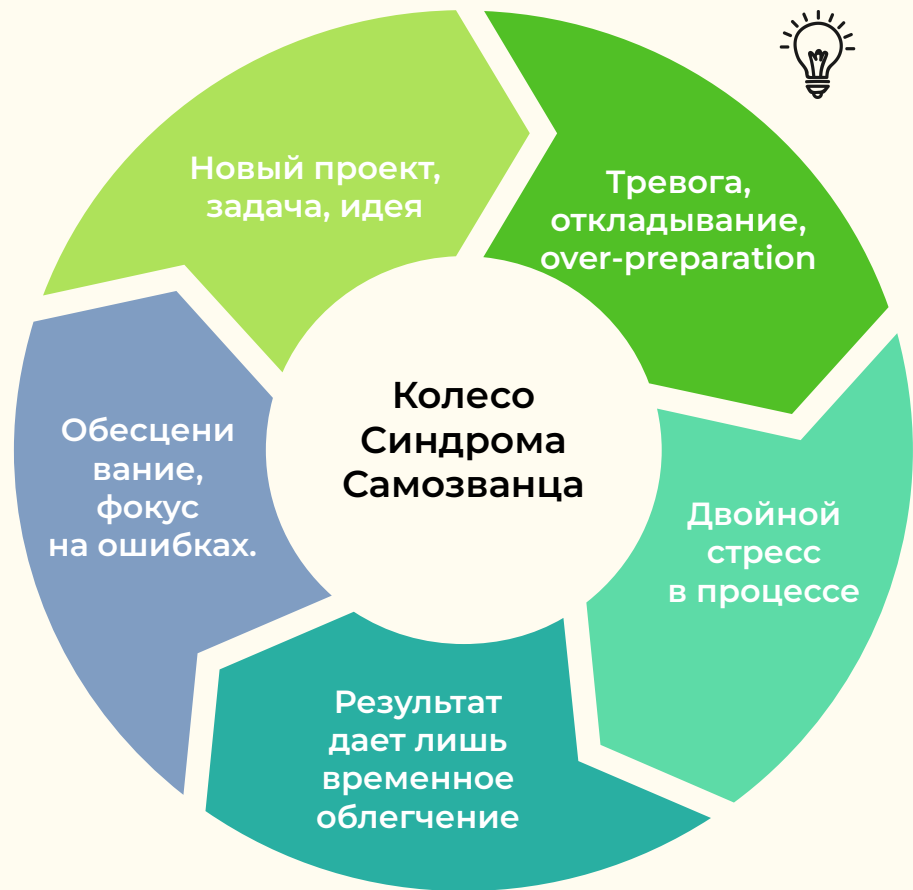 Новый проект,
задача, идея
Тревога,
откладывание,
over-preparation
Двойной
стресс
в процессе
Результат
дает лишь
временное
облегчение
Обесцени
вание,
фокус
на ошибках.
Колесо
Синдрома
Самозванца